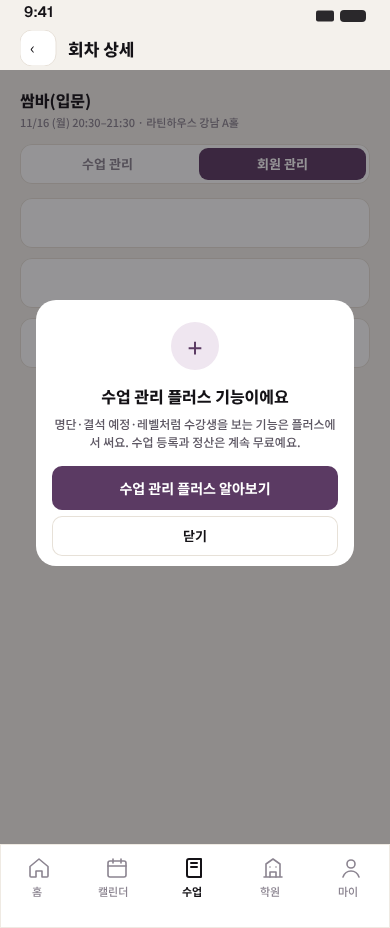 9:41
‹ 회차 상세
쌈바(입문)
11/16 (월) 20:30–21:30 · 라틴하우스 강남 A홀
수업 관리 회원 관리
+
수업 관리 플러스 기능이에요
명단·결석 예정·레벨처럼 수강생을 보는 기능은 플러스에
서 써요. 수업 등록과 정산은 계속 무료예요.
수업 관리 플러스 알아보기
닫기
홈 캘린더 수업 학원 마이